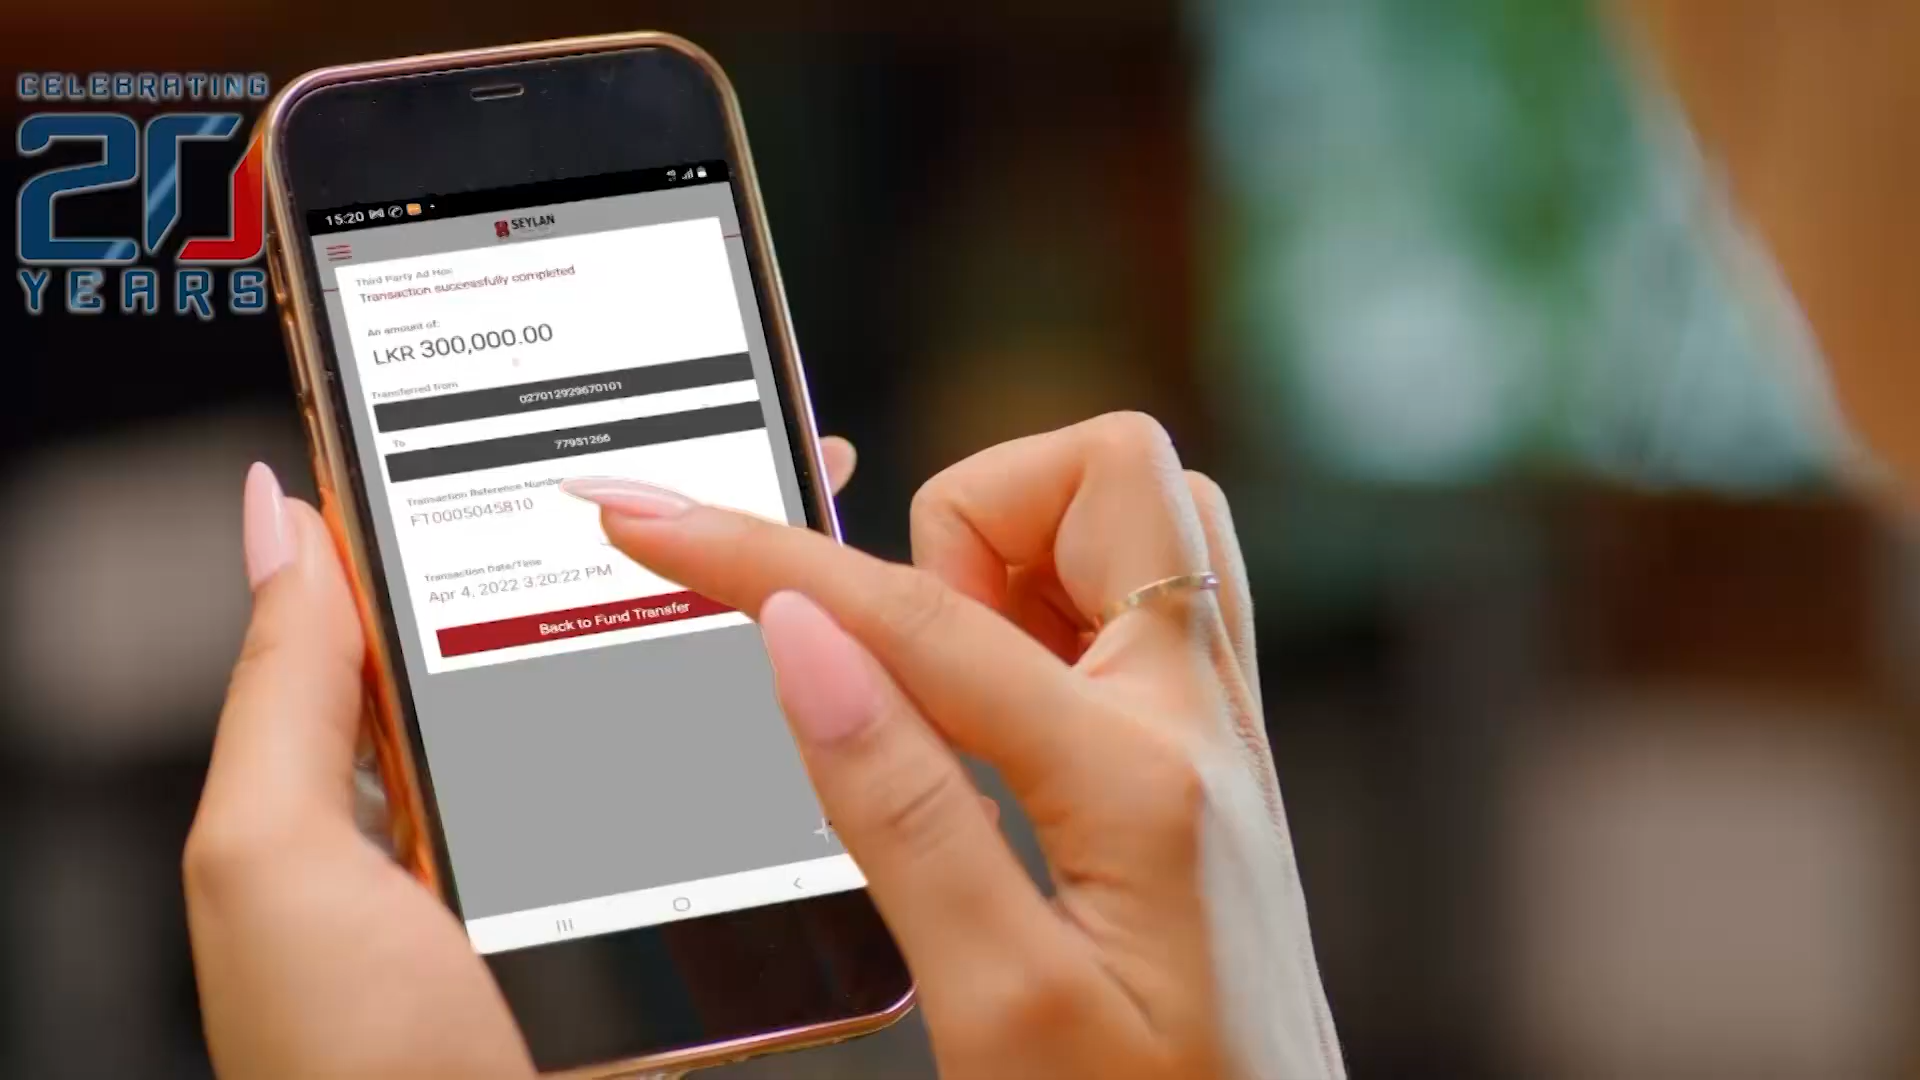 CELEBRATING
20
YEARS
15:20
SEYLAN
Third Party Ad Hoc
Transaction successfully completed
An amount of:
LKR 300,000.00
Transferred from
027012929670101
To
77951266
Transaction Reference Number
FT0005045810
Transaction Date/Time
Apr 4, 2022 3:20:22 PM
Back to Fund Transfer